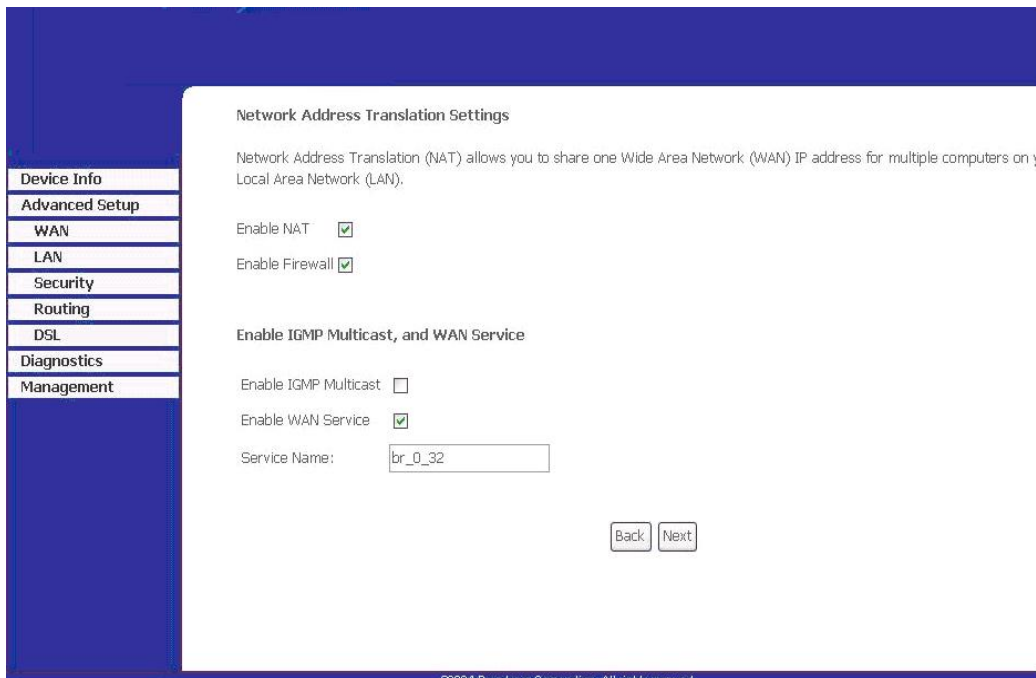 Network Address Translation Settings
Network Address Translation (NAT) allows you to share one Wide Area Network (WAN) IP address for multiple computers on
Local Area Network (LAN).
Device Info
Advanced Setup
WAN
LAN
Security
Routing
DSL
Diagnostics
Management
Enable NAT
Enable Firewall
Enable IGMP Multicast, and WAN Service
Enable IGMP Multicast
Enable WAN Service
Service Name:
br_0_32
Back
Next